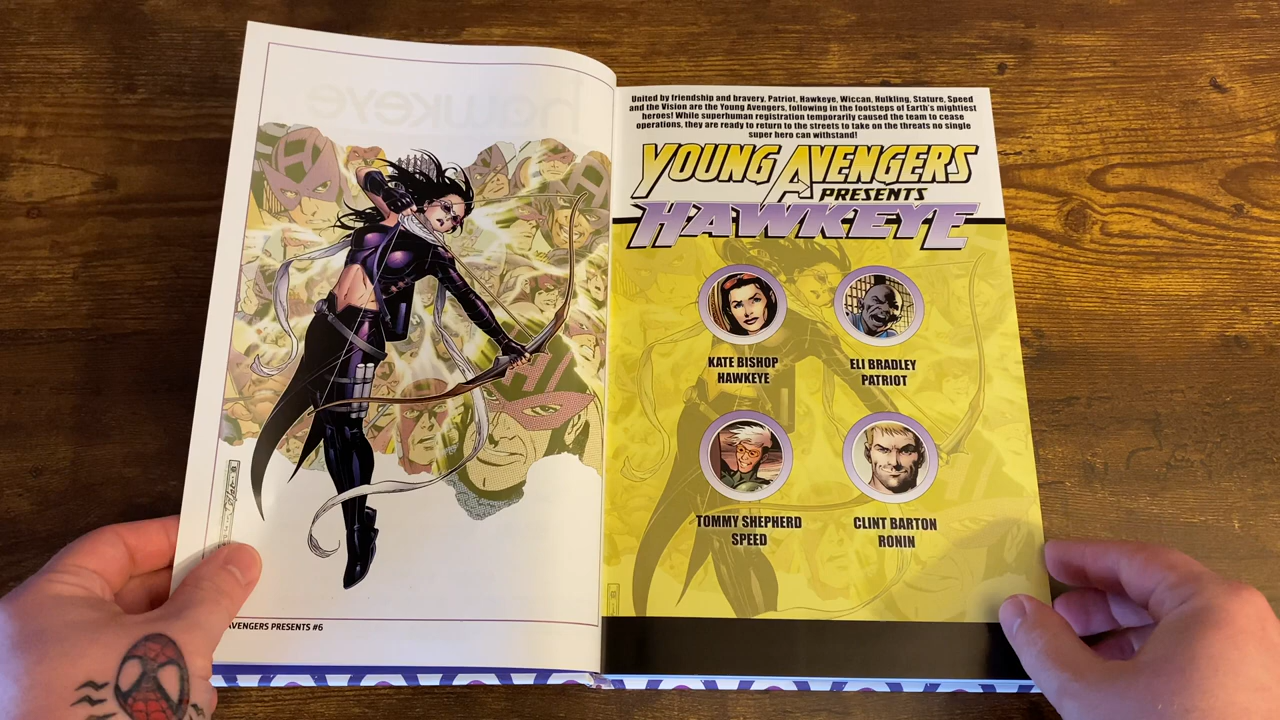 hawkeye
AVENGERS PRESENTS #6
United by friendship and bravery, Patriot, Hawkeye, Wiccan, Hulkling, Stature, Speed
and the Vision are the Young Avengers, following in the footsteps of Earth's mightiest
heroes! While superhuman registration temporarily caused the team to cease
operations, they are ready to return to the streets to take on the threats no single
super hero can withstand!
YOUNG AVENGERS
PRESENTS
HAWKEYE
KATE BISHOP
HAWKEYE
ELI BRADLEY
PATRIOT
TOMMY SHEPHERD
SPEED
CLINT BARTON
RONIN